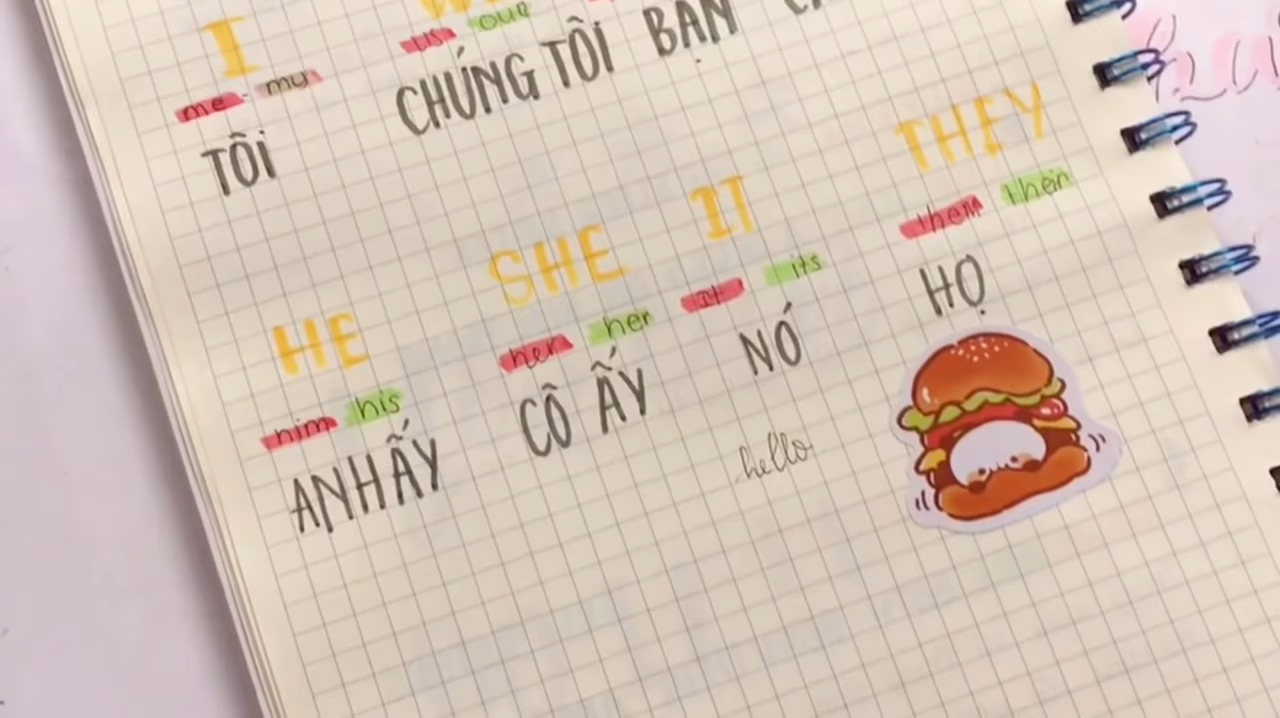 I
me - my
TÔI
us our
CHÚNG TÔI BẠN
HE SHE IT THEY
him his her her it its them their
ANH ẤY CÔ ẤY NÓ HỌ
hello